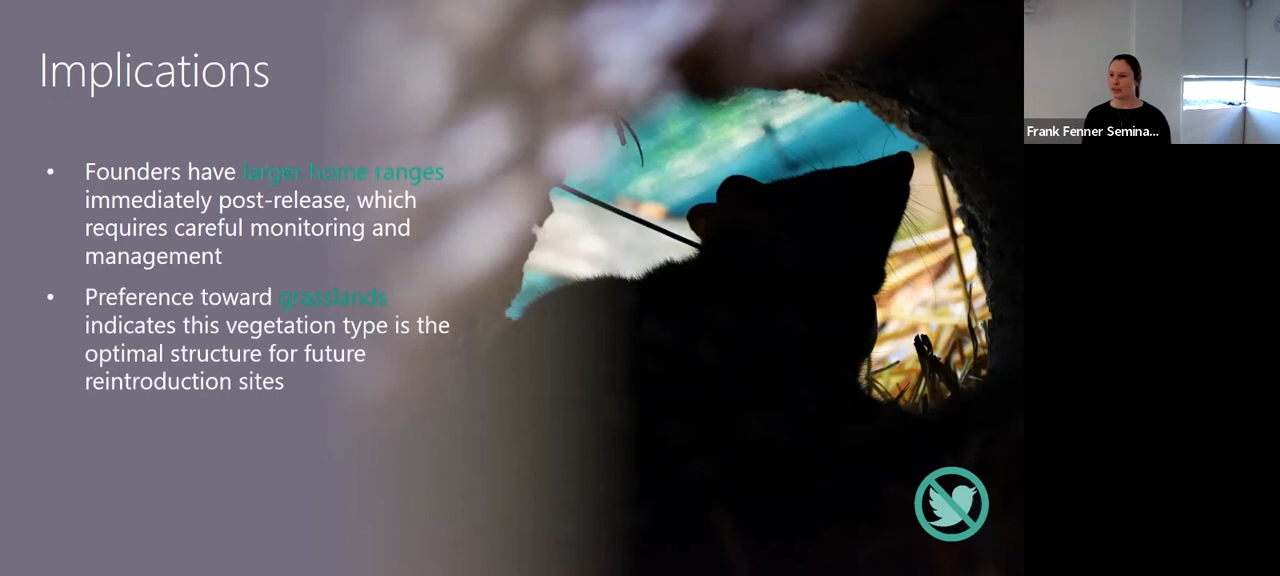 Implications
• Founders have larger home ranges
immediately post-release, which
requires careful monitoring and
management
• Preference toward grasslands
indicates this vegetation type is the
optimal structure for future
reintroduction sites
Frank Fenner Semina...